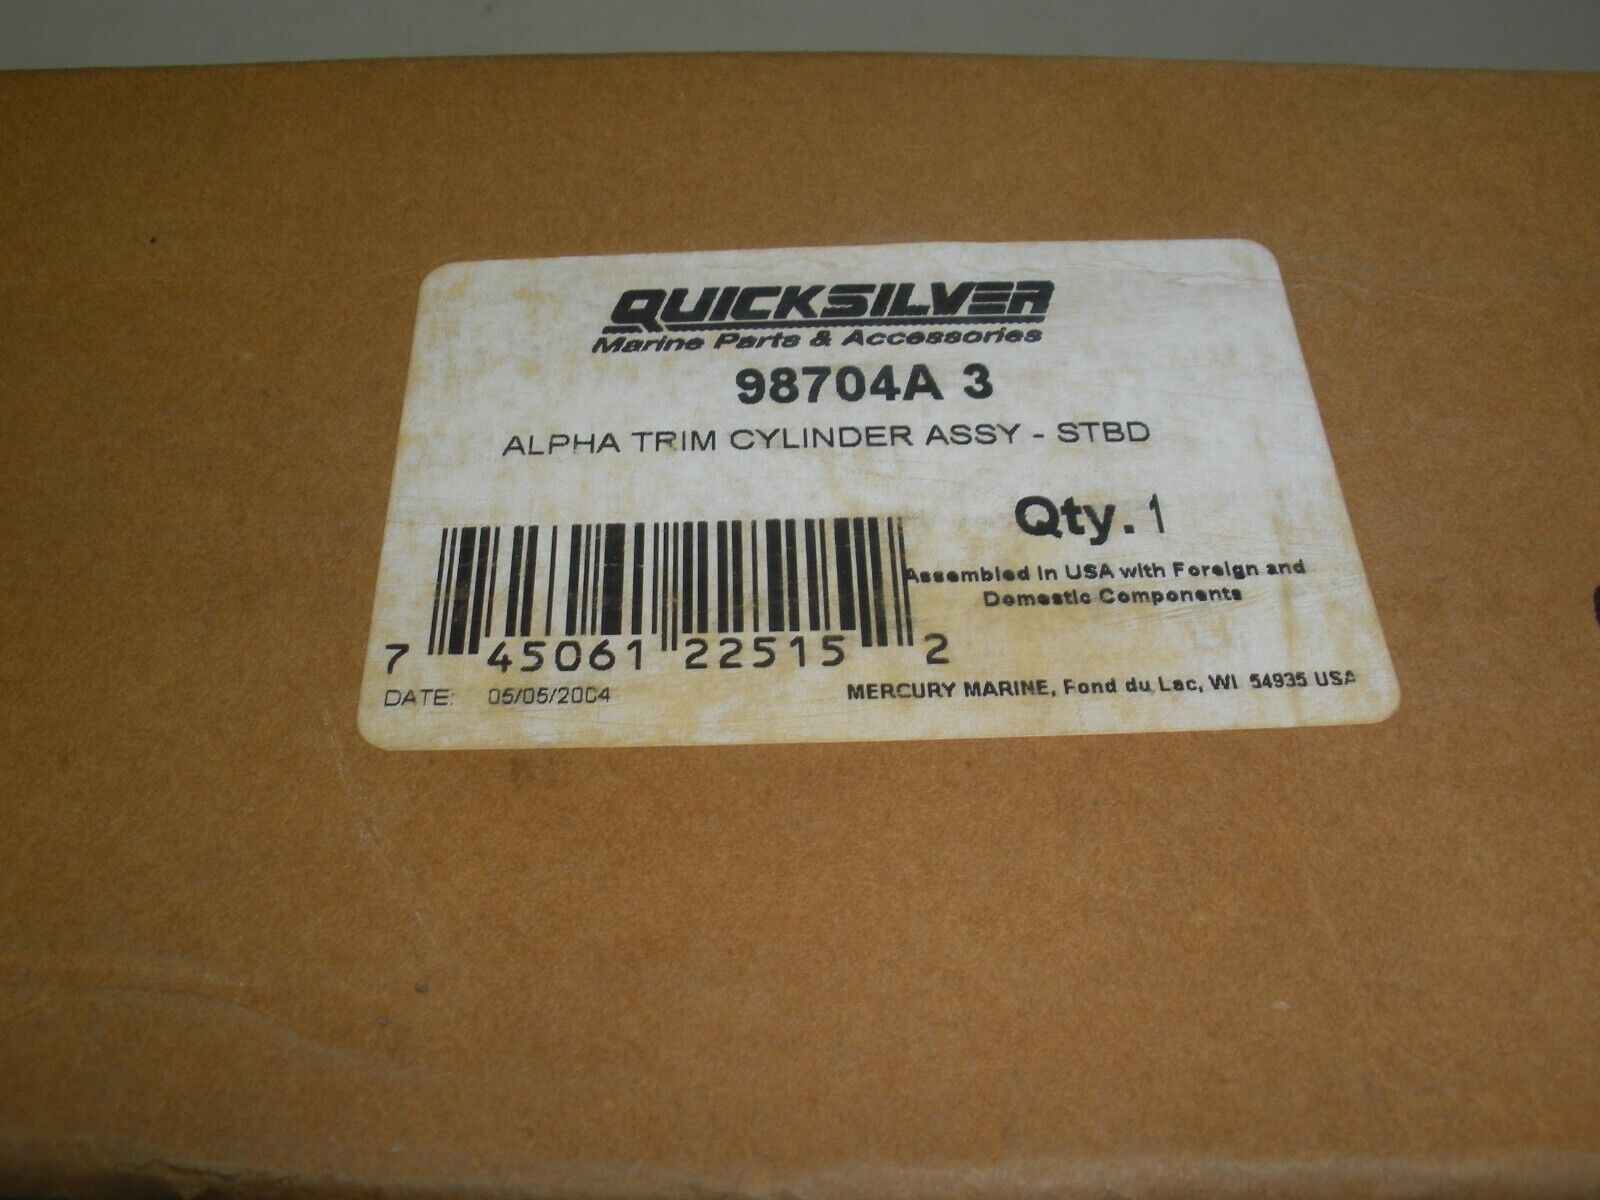 QUICKSILVER
Marine Parts & Accessories
98704A 3
ALPHA TRIM CYLINDER ASSY - STBD
Qty. 1
Assembled in USA with Foreign and
Domestic Components
7 45061 22515 2
DATE: 05/05/2004
MERCURY MARINE, Fond du Lac, WI 54935 USA